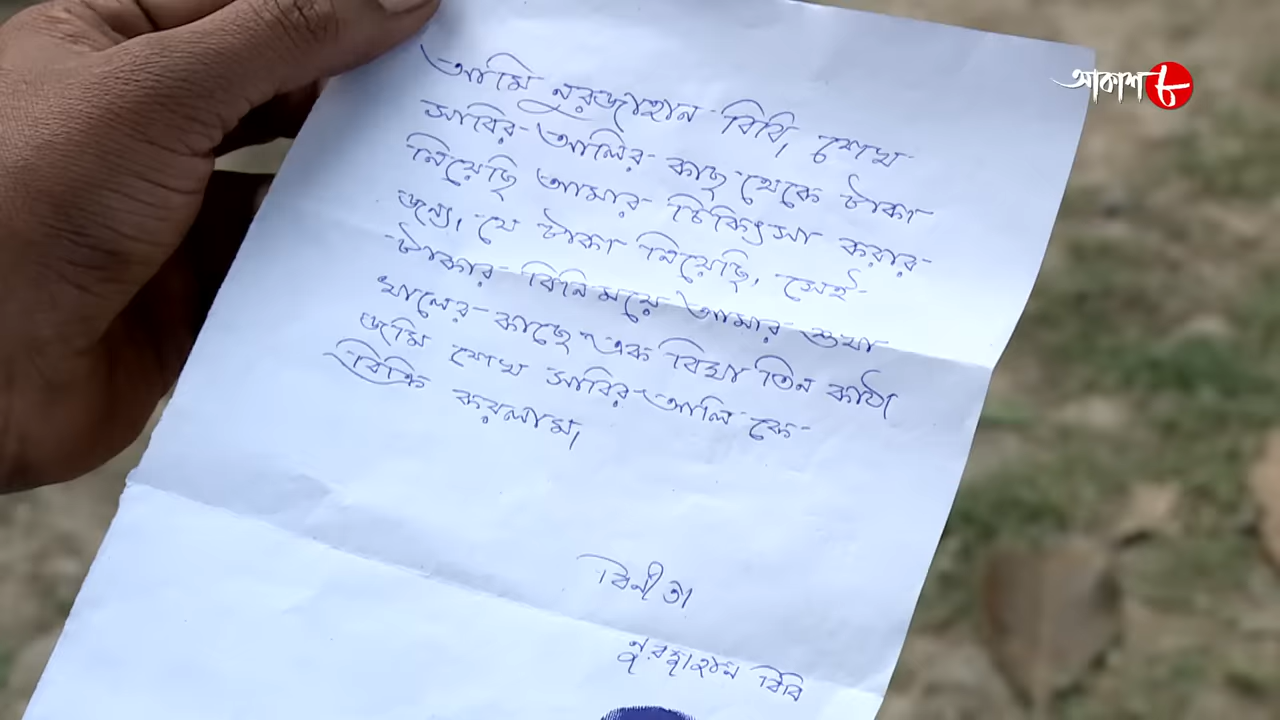 আকাশ ৮
আমি নুরজাহান বিবি, শেখ
সাবির আলির কাছ থেকে টাকা
নিয়েছি আমার চিকিৎসা করার
জন্যে, যে টাকা নিয়েছি, সেই
টাকার বিনিময়ে আমার শুখা
খালের কাছে এক বিঘা তিন কাঠা
জমি শেখ সাবির আলি কে
বিক্রি করলাম,
বিনীতা
নুরজাহান বিবি